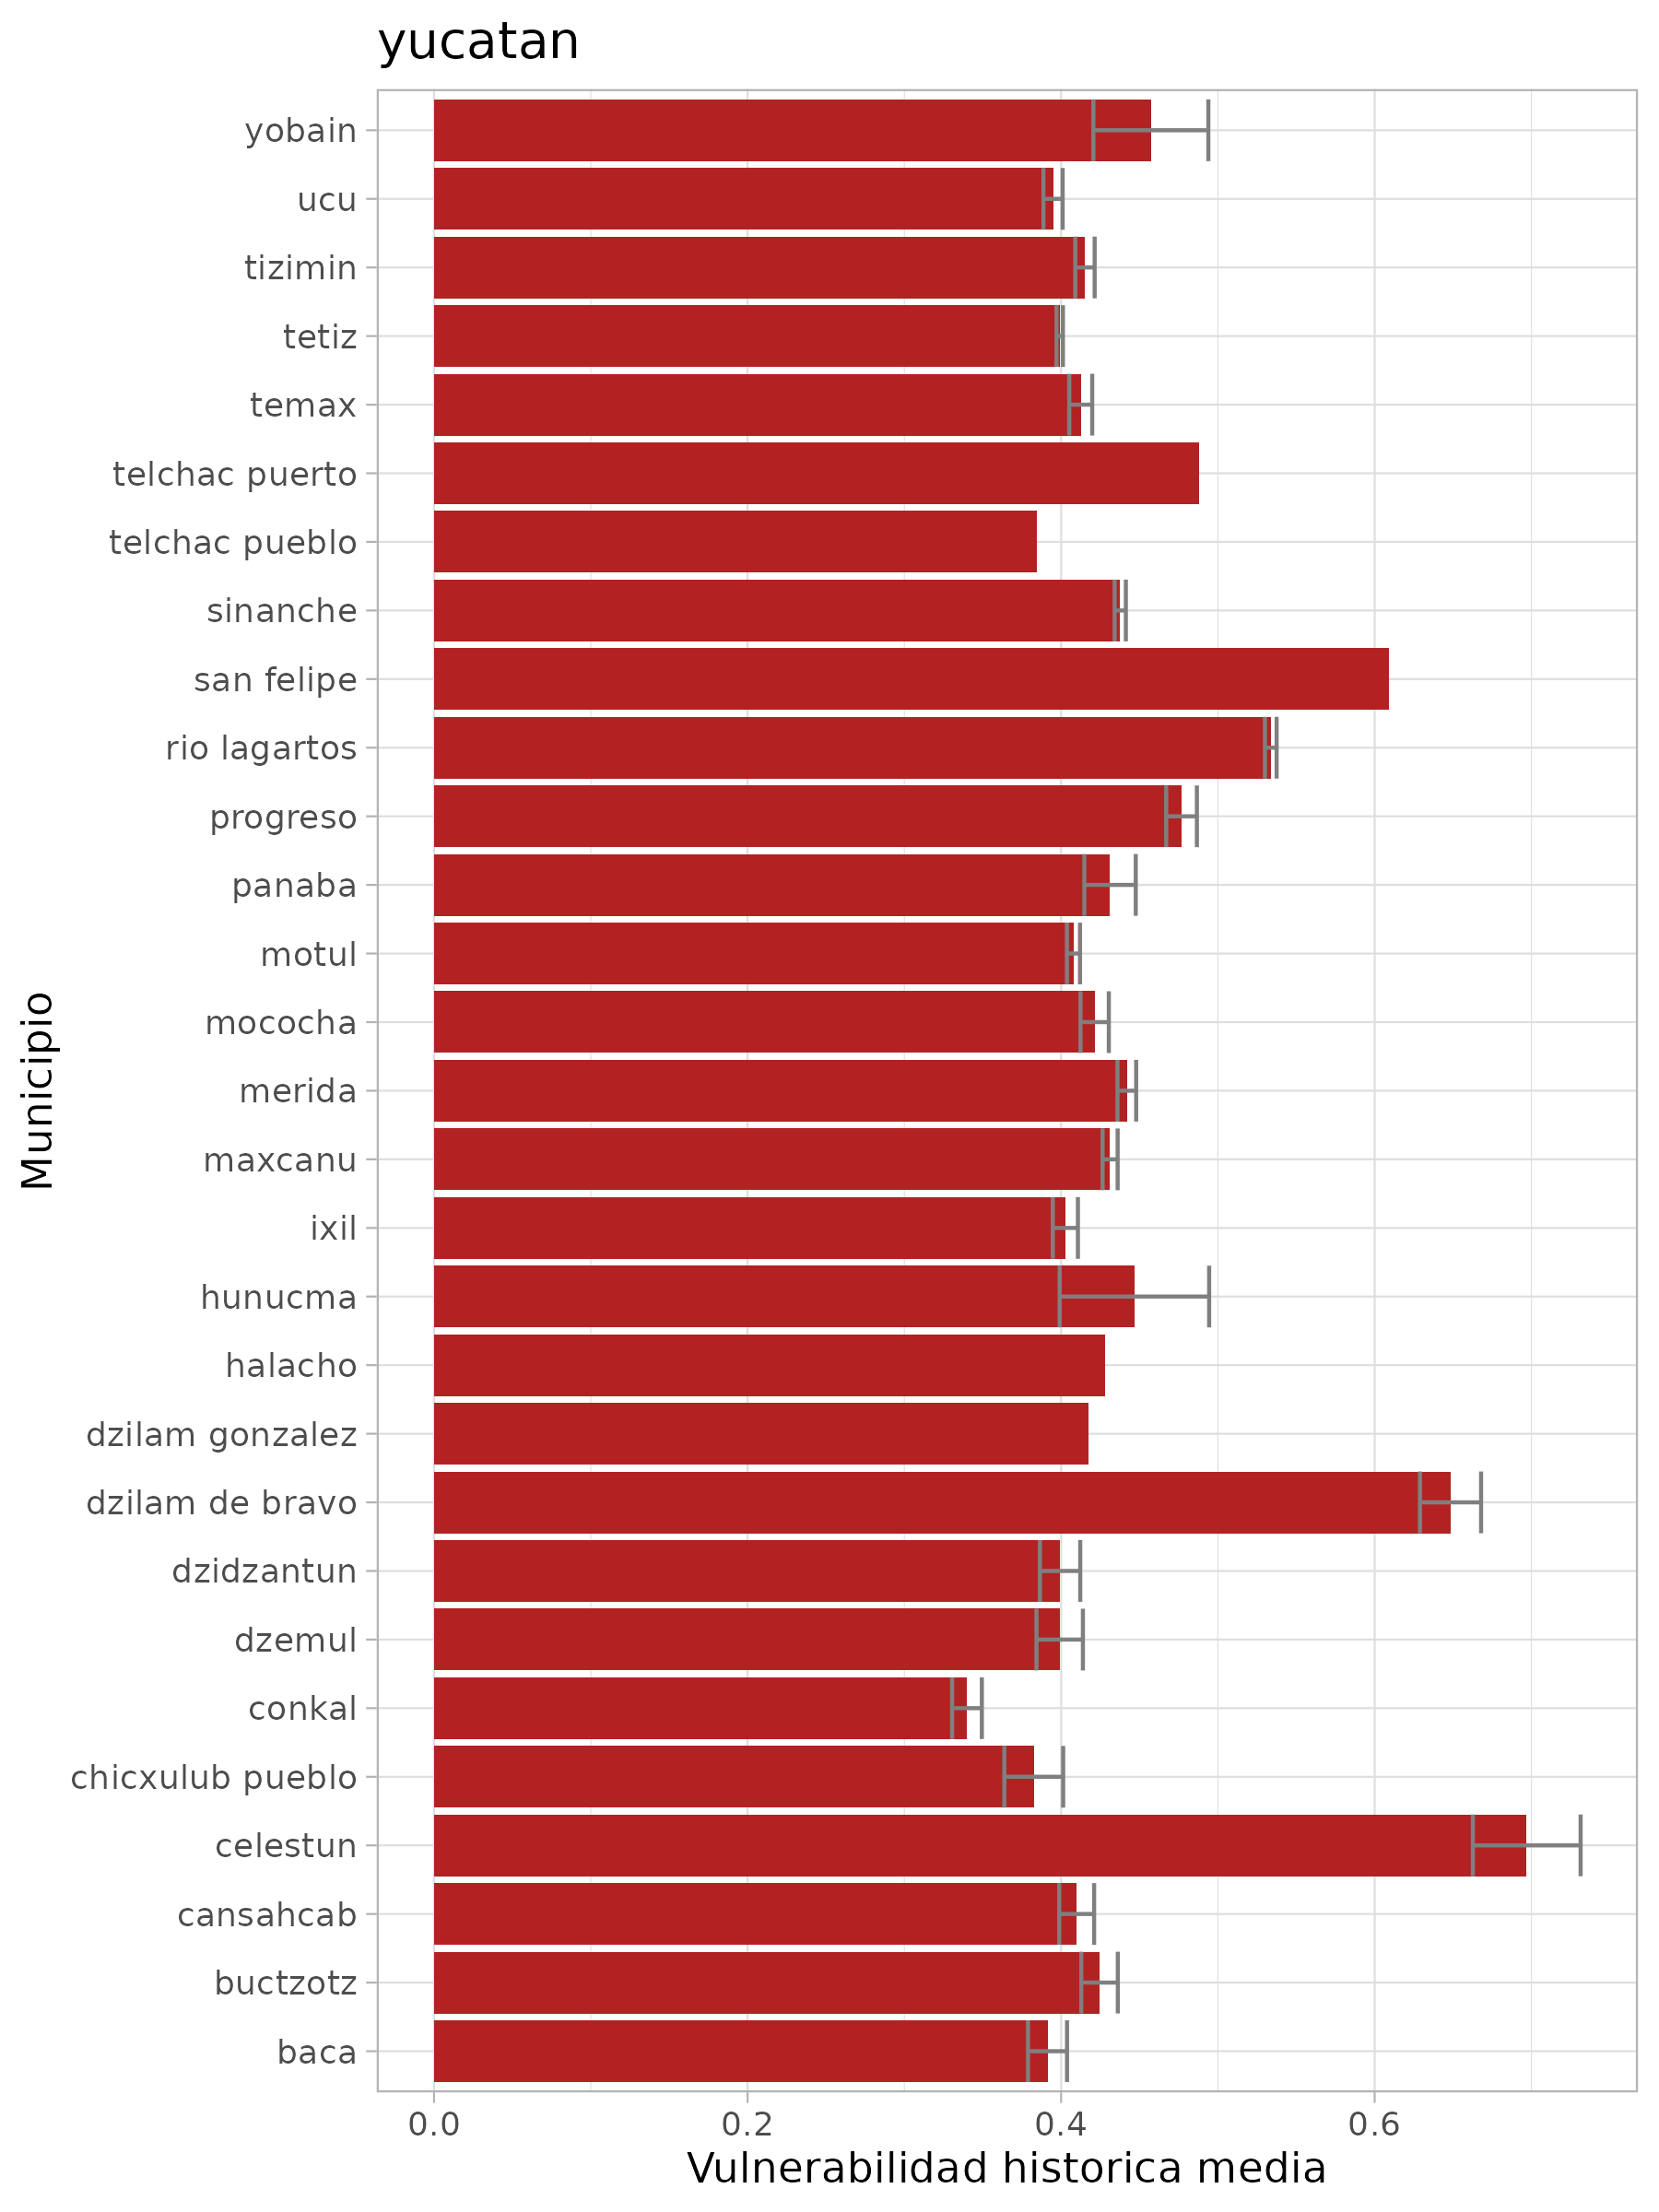 yucatan
yobain
ucu
tizimin
tetiz
temax
telchac puerto
telchac pueblo
sinanche
san felipe
rio lagartos
progreso
panaba
motul
mococha
merida
maxcanu
ixil
hunucma
halacho
dzilam gonzalez
dzilam de bravo
dzidzantun
dzemul
conkal
chicxulub pueblo
celestun
cansahcab
buctzotz
baca
Municipio
0.0 0.2 0.4 0.6
Vulnerabilidad historica media